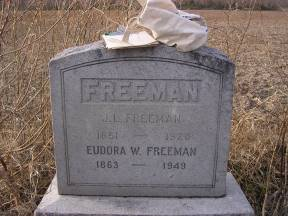 FREEMAN
J.L. FREEMAN
1851 1920
EUDORA W. FREEMAN
1863 — 1949